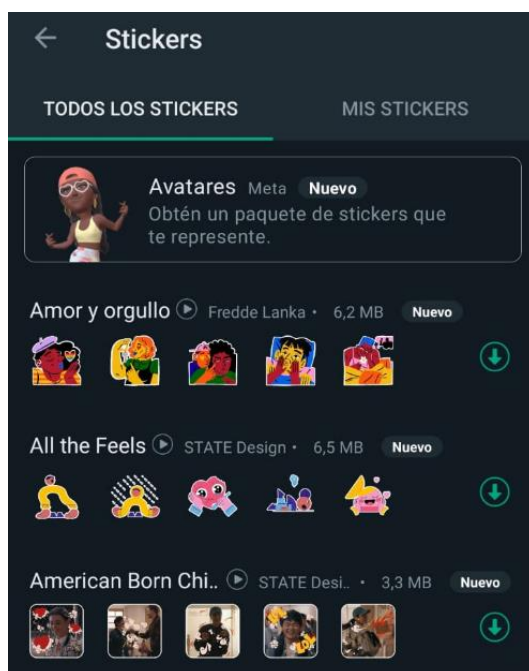 Stickers
TODOS LOS STICKERS MIS STICKERS
Avatares Meta Nuevo
Obtén un paquete de stickers que
te represente.
Amor y orgullo Fredde Lanka • 6,2 MB Nuevo
All the Feels STATE Design • 6,5 MB Nuevo
American Born Chi.. STATE Desi.. • 3,3 MB Nuevo